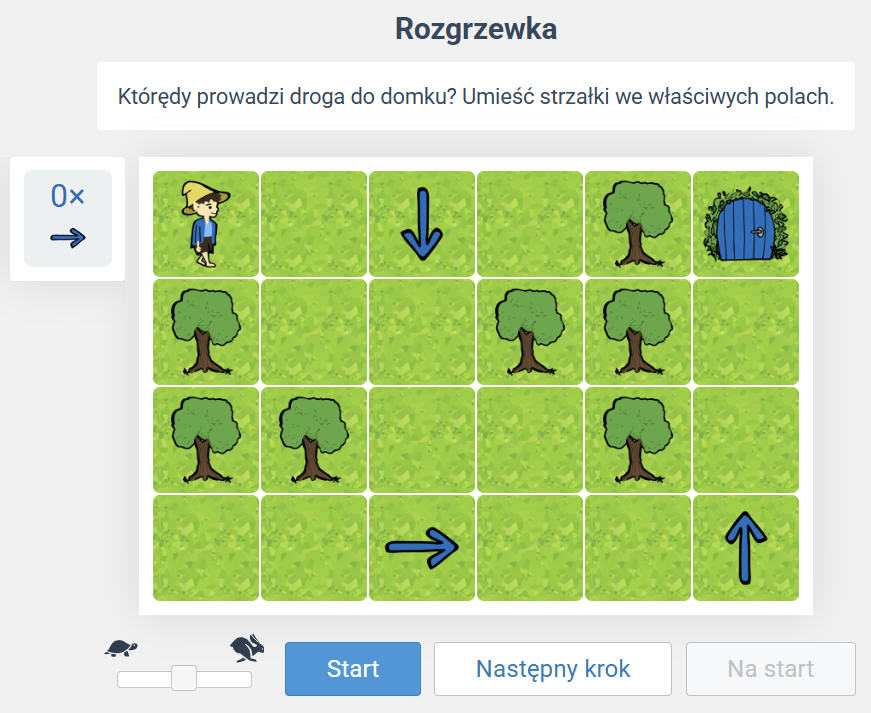 Rozgrzewka
Którędy prowadzi droga do domku? Umieść strzałki we właściwych polach.
0×
Start
Następny krok
Na start